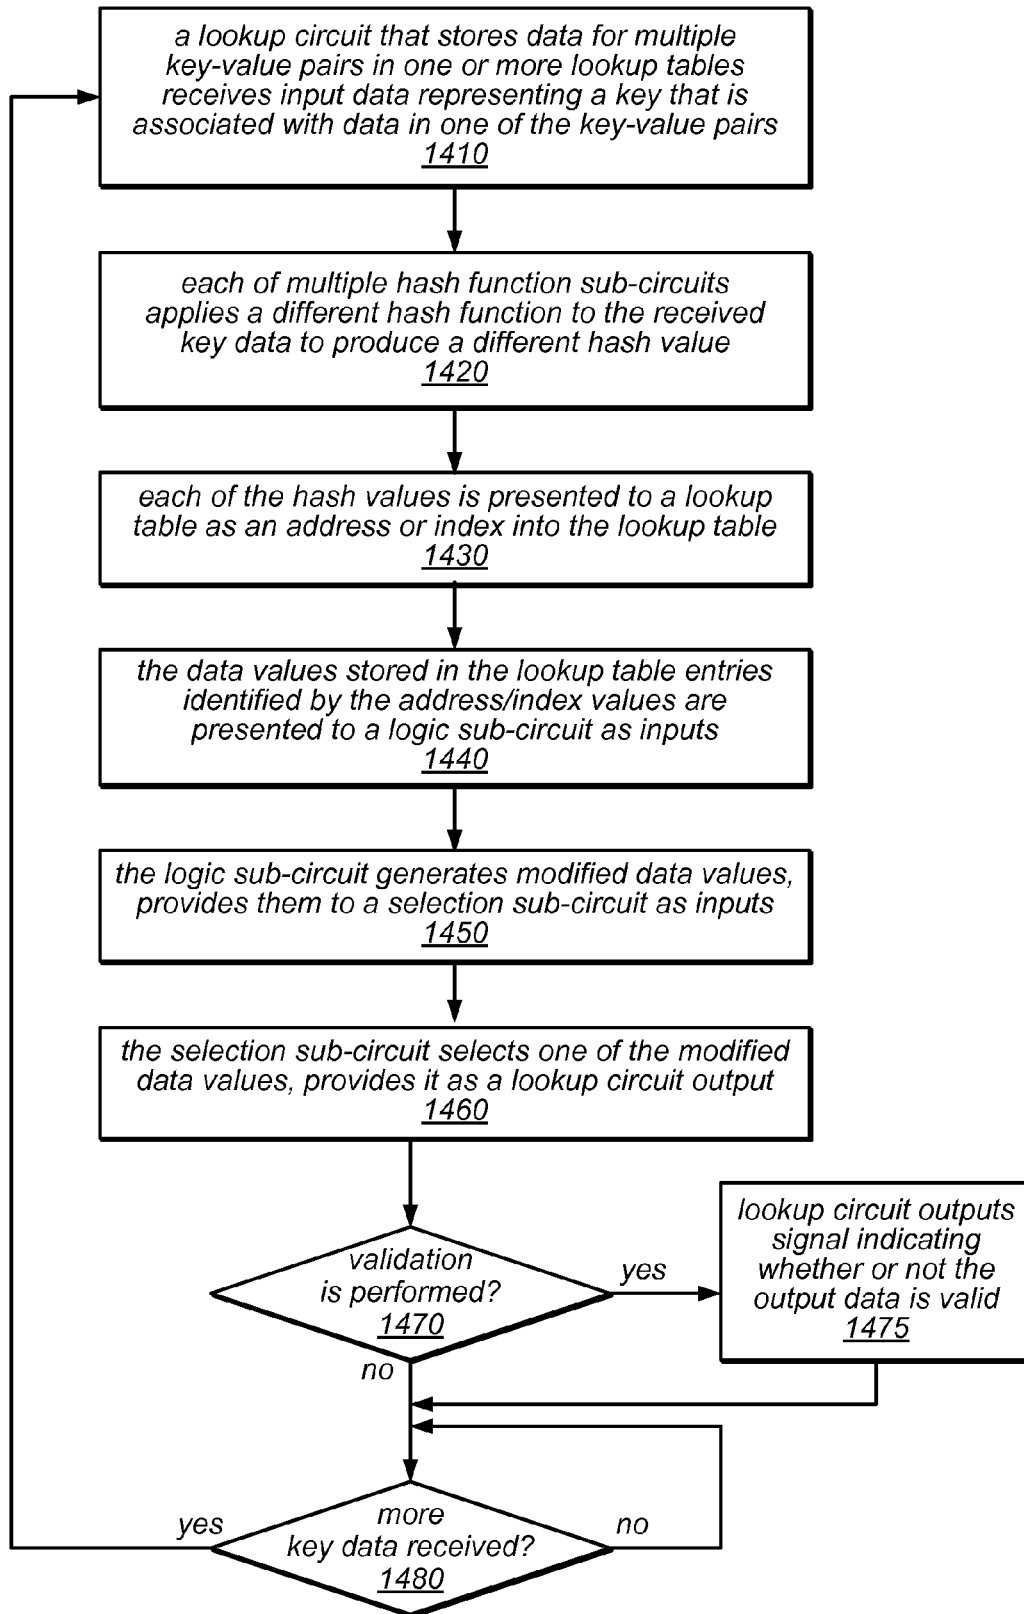 a lookup circuit that stores data for multiple
key-value pairs in one or more lookup tables
receives input data representing a key that is
associated with data in one of the key-value pairs
1410
each of multiple hash function sub-circuits
applies a different hash function to the received
key data to produce a different hash value
1420
each of the hash values is presented to a lookup
table as an address or index into the lookup table
1430
the data values stored in the lookup table entries
identified by the address/index values are
presented to a logic sub-circuit as inputs
1440
the logic sub-circuit generates modified data values,
provides them to a selection sub-circuit as inputs
1450
the selection sub-circuit selects one of the modified
data values, provides it as a lookup circuit output
1460
validation
is performed?
1470
yes
lookup circuit outputs
signal indicating
whether or not the
output data is valid
1475
no
more
key data received?
1480
yes
no